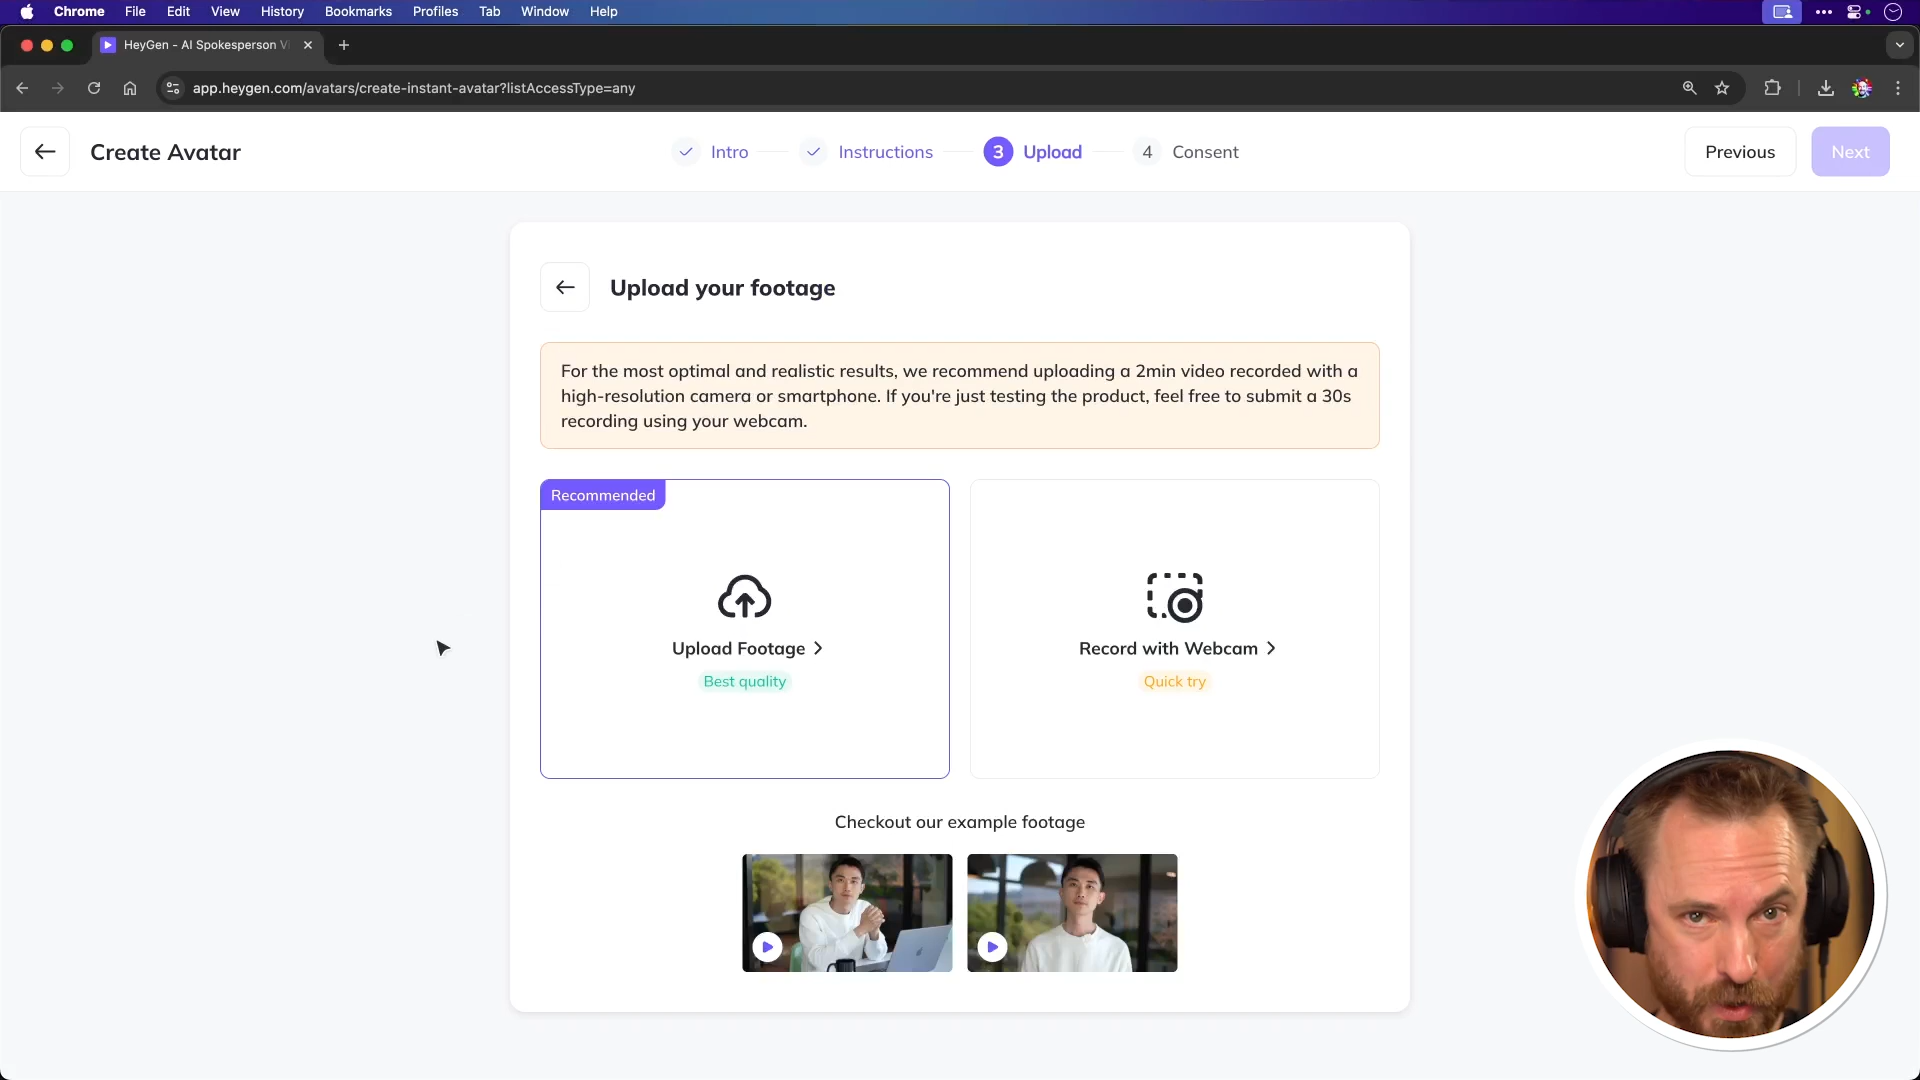 Chrome File Edit View History Bookmarks Profiles Tab Window Help
HeyGen - AI Spokesperson Vi
app.heygen.com/avatars/create-instant-avatar?listAccessType=any
Create Avatar
Intro
Instructions
3 Upload
4 Consent
Previous
Next
Upload your footage
For the most optimal and realistic results, we recommend uploading a 2min video recorded with a
high-resolution camera or smartphone. If you're just testing the product, feel free to submit a 30s
recording using your webcam.
Recommended
Upload Footage
Best quality
Record with Webcam
Quick try
Checkout our example footage